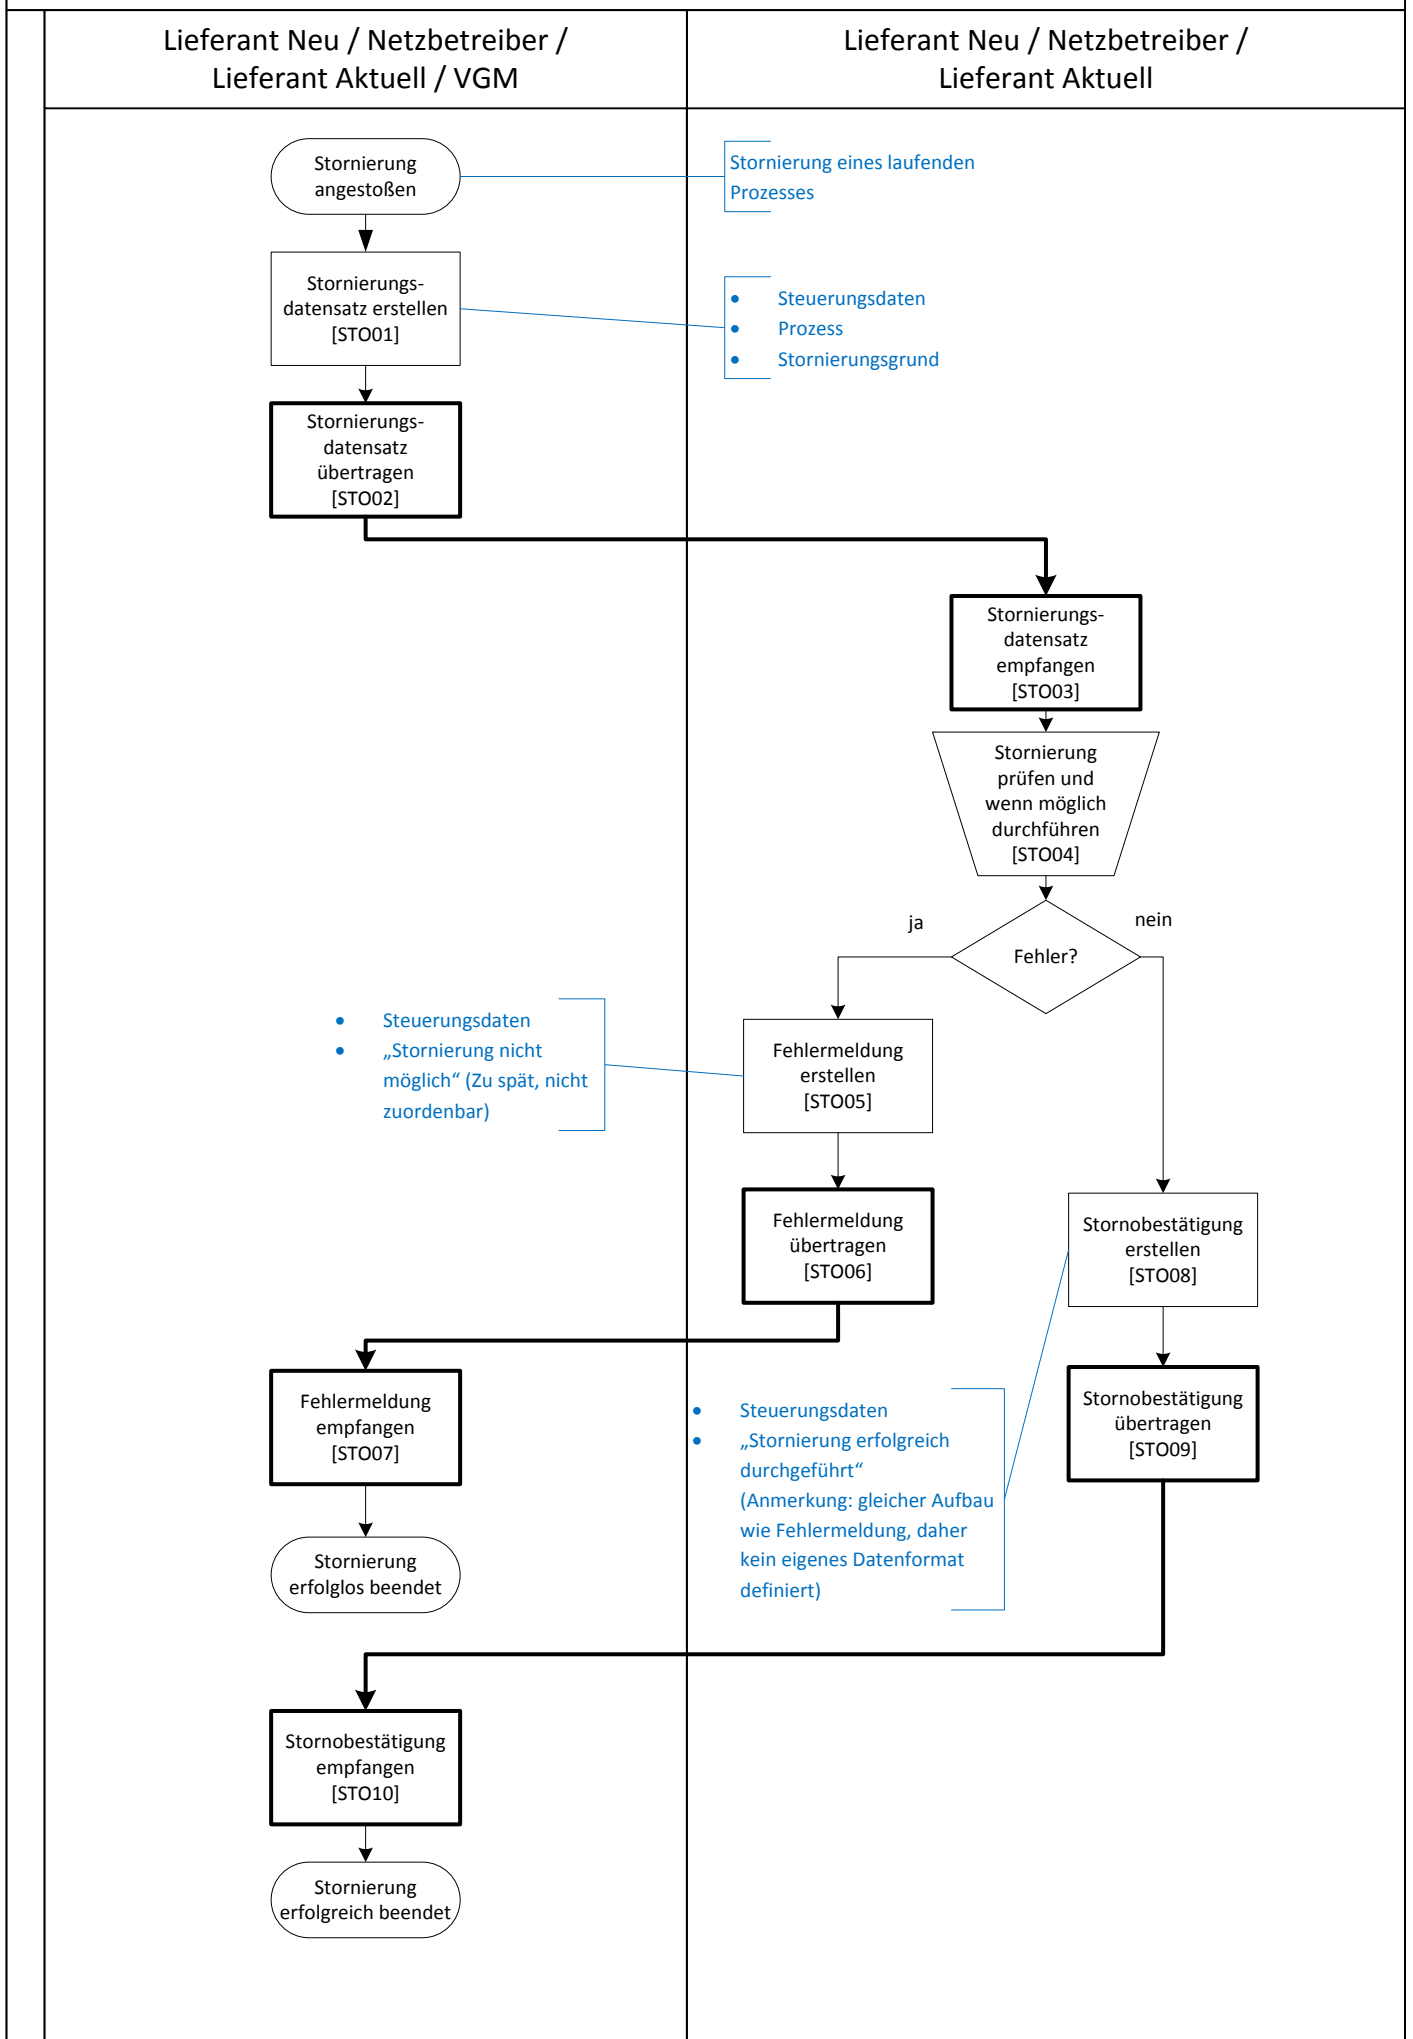 Lieferant Neu / Netzbetreiber /
Lieferant Aktuell / VGM
Lieferant Neu / Netzbetreiber /
Lieferant Aktuell
Stornierung
angestoßen
Stornierung eines laufenden
Prozesses
Stornierungs-
datensatz erstellen
[STO01]
• Steuerungsdaten
• Prozess
• Stornierungsgrund
Stornierungs-
datensatz
übertragen
[STO02]
Stornierungs-
datensatz
empfangen
[STO03]
Stornierung
prüfen und
wenn möglich
durchführen
[STO04]
ja
nein
Fehler?
• Steuerungsdaten
• „Stornierung nicht
möglich“ (Zu spät, nicht
zuordenbar)
Fehlermeldung
erstellen
[STO05]
Fehlermeldung
übertragen
[STO06]
Stornobestätigung
erstellen
[STO08]
Fehlermeldung
empfangen
[STO07]
• Steuerungsdaten
• „Stornierung erfolgreich
durchgeführt“
(Anmerkung: gleicher Aufbau
wie Fehlermeldung, daher
kein eigenes Datenformat
definiert)
Stornobestätigung
übertragen
[STO09]
Stornierung
erfolglos beendet
Stornobestätigung
empfangen
[STO10]
Stornierung
erfolgreich beendet